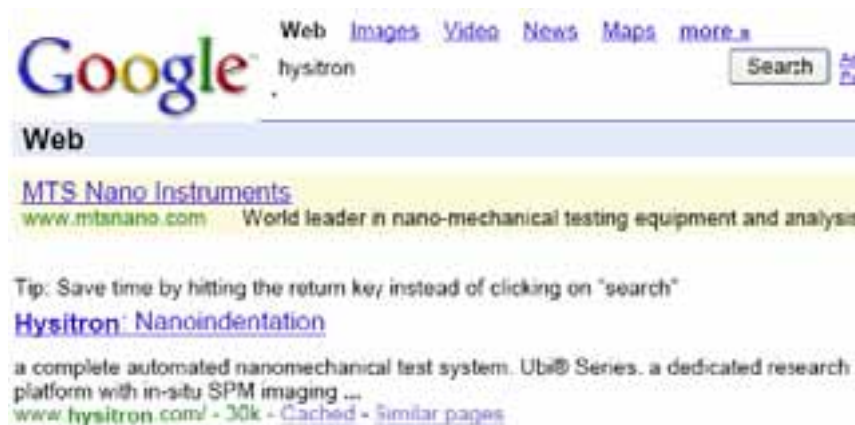 Google Web Images Video News Maps more »
hysitron Search
Web
MTS Nano Instruments
www.mtsnano.com World leader in nano-mechanical testing equipment and analysis
Tip: Save time by hitting the return key instead of clicking on "search"
Hysitron: Nanoindentation
a complete automated nanomechanical test system. Ubi® Series. a dedicated research
platform with in-situ SPM imaging ...
www.hysitron.com/ - 30k - Cached - Similar pages